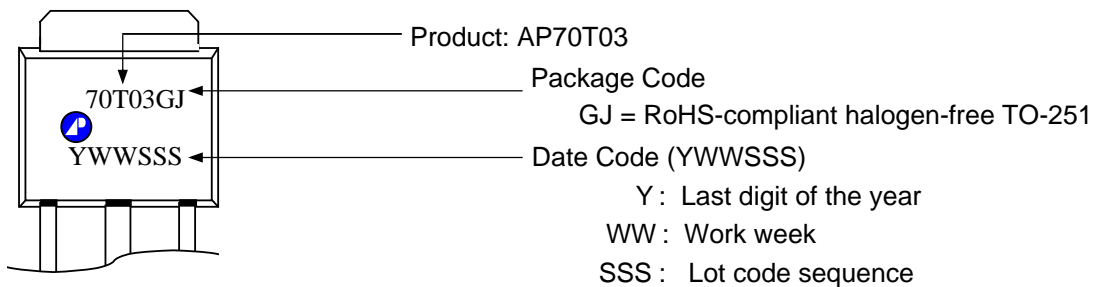 Product: AP70T03
Package Code
70T03GJ
GJ = RoHS-compliant halogen-free TO-251
YWWSSS
Date Code (YWWSSS)
Y : Last digit of the year
WW : Work week
SSS : Lot code sequence